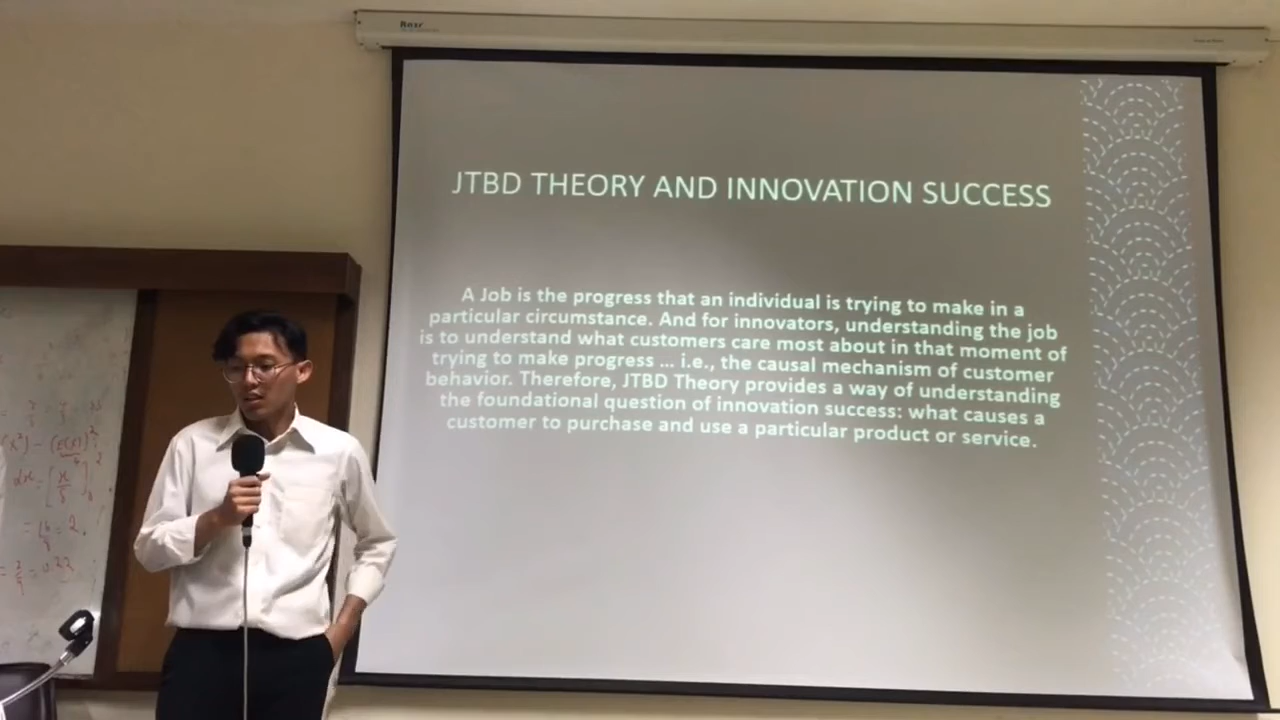 JTBD THEORY AND INNOVATION SUCCESS
A Job is the progress that an individual is trying to make in a
particular circumstance. And for innovators, understanding the job
is to understand what customers care most about in that moment of
trying to make progress ... i.e., the causal mechanism of customer
behavior. Therefore, JTBD Theory provides a way of understanding
the foundational question of innovation success: what causes a
customer to purchase and use a particular product or service.